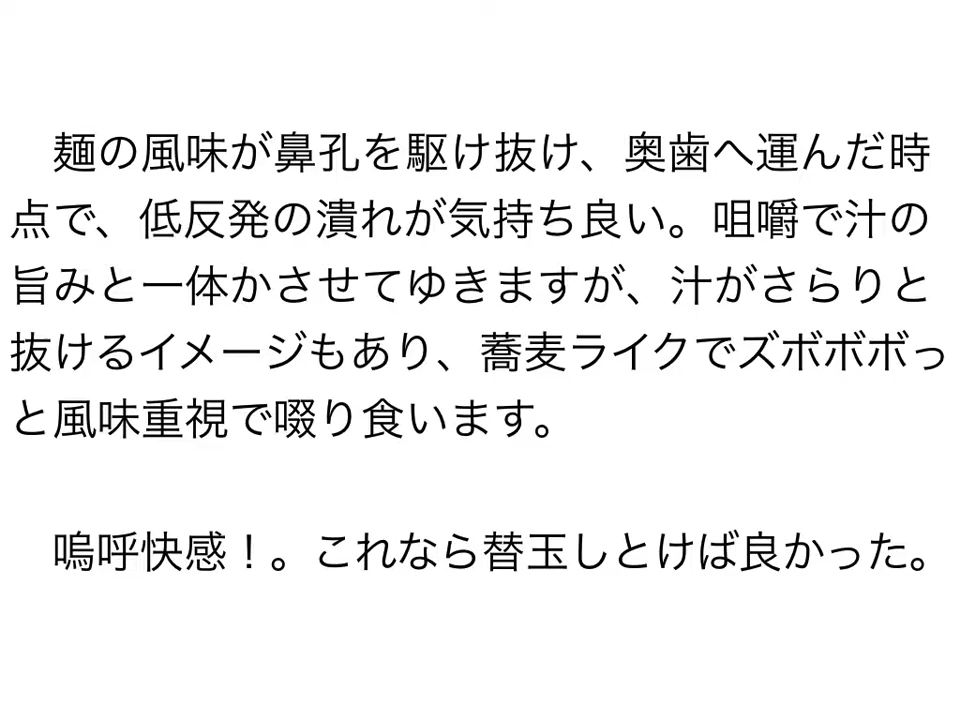 麺の風味が鼻孔を駆け抜け、奥歯へ運んだ時
点で、低反発の潰れが気持ち良い。咀嚼で汁の
旨みと一体かさせてゆきますが、汁がさらりと
抜けるイメージもあり、蕎麦ライクでズボボボっ
と風味重視で啜り食います。
　嗚呼快感！。これなら替玉しとけば良かった。